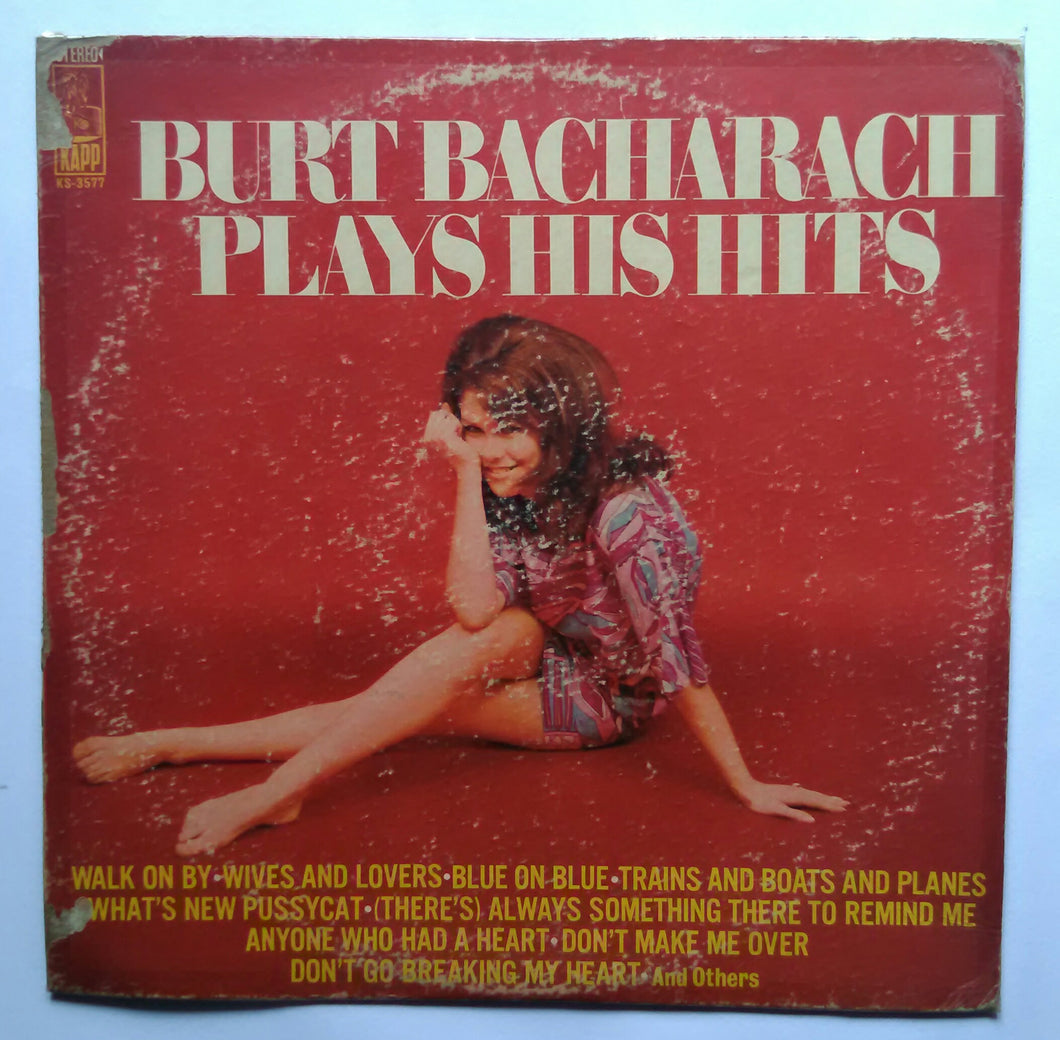 STEREO
KAPP
KS-3577
BURT BACHARACH
PLAYS HIS HITS
WALK ON BY•WIVES AND LOVERS•BLUE ON BLUE•TRAINS AND BOATS AND PLANES
WHAT'S NEW PUSSYCAT•(THERE'S) ALWAYS SOMETHING THERE TO REMIND ME
ANYONE WHO HAD A HEART•DON'T MAKE ME OVER
DON'T GO BREAKING MY HEART•And Others